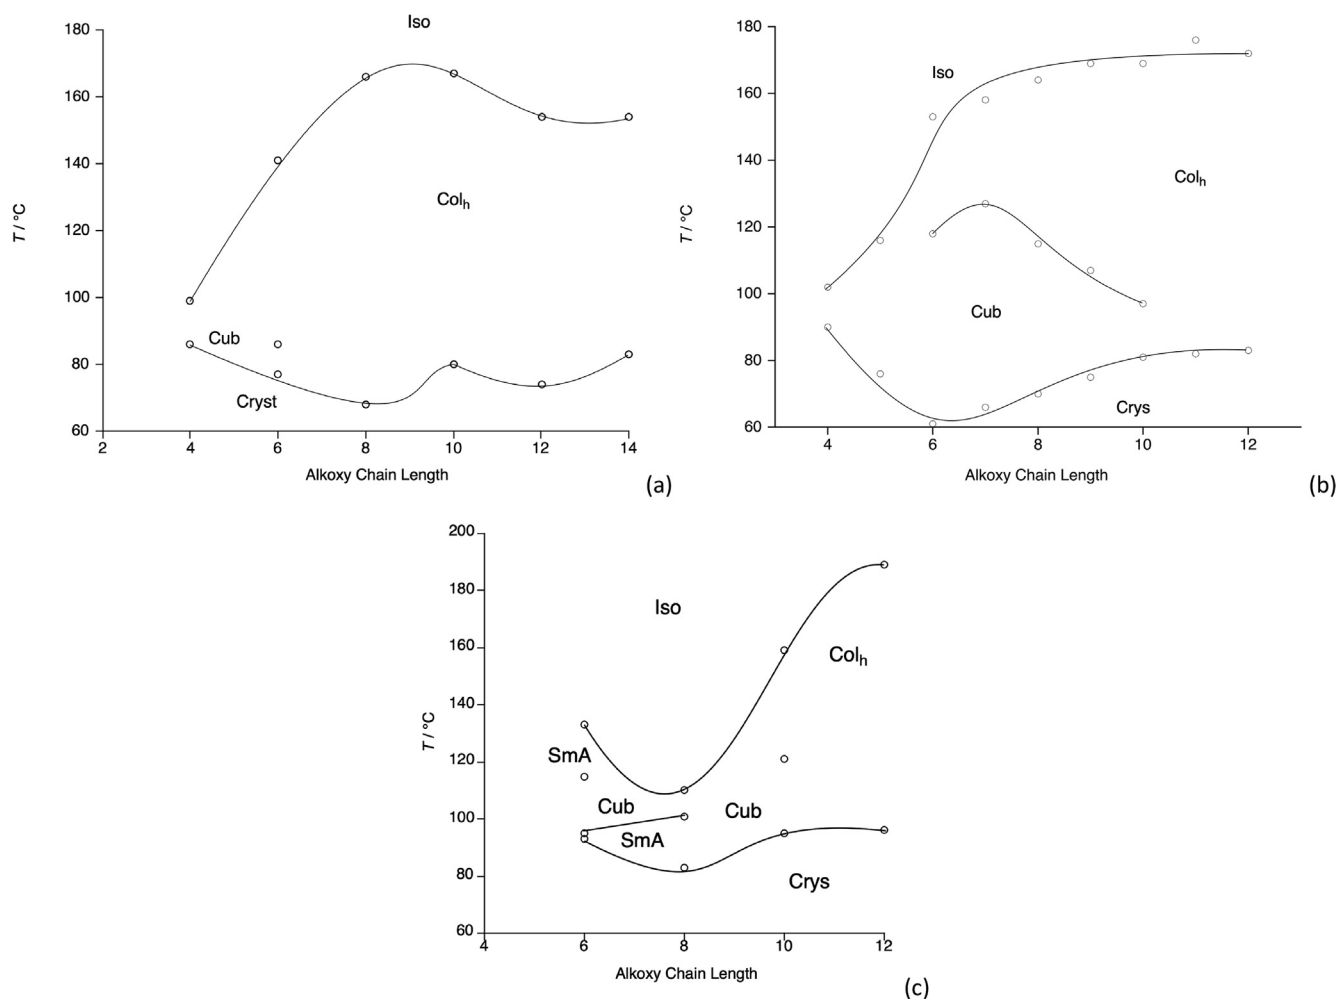 Iso
180
160
140
120
100
80
60
T / °C
Colh
Cub
Cryst
2 4 6 8 10 12 14
Alkoxy Chain Length
(a)
180
160
140
120
100
80
60
T / °C
Iso
Colh
Cub
Crys
4 6 8 10 12
Alkoxy Chain Length
(b)
200
180
160
140
120
100
80
60
T / °C
Iso
Colh
SmA
Cub
Cub
SmA
Crys
4 6 8 10 12
Alkoxy Chain Length
(c)